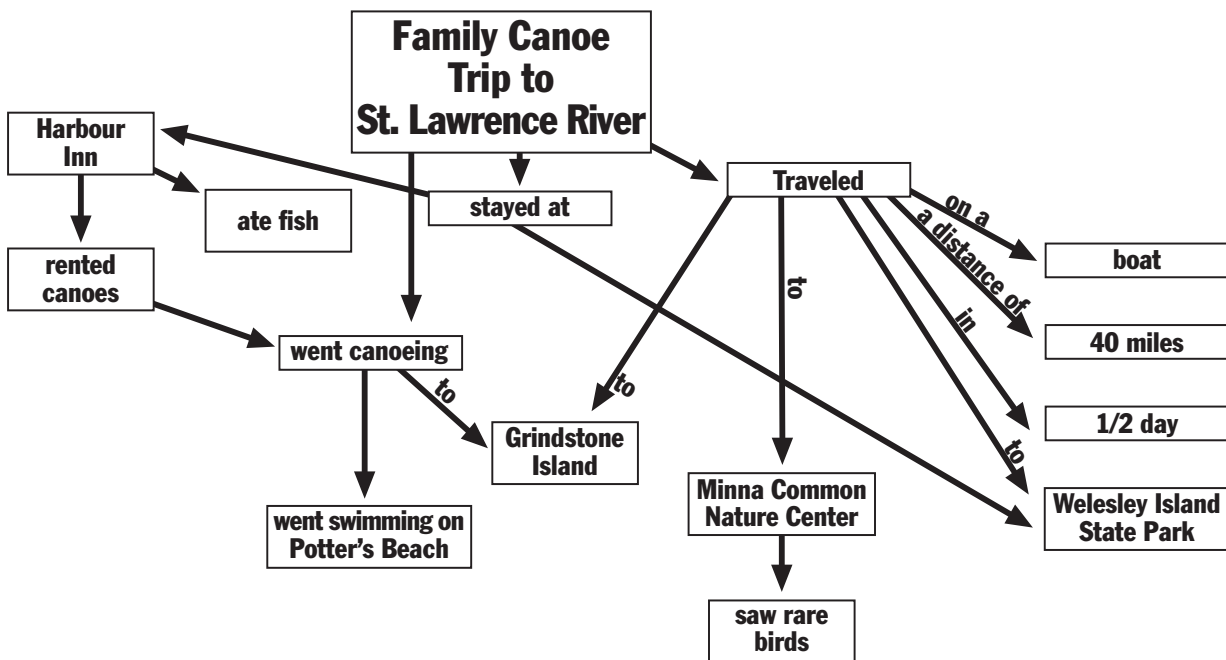 Family Canoe
Trip to
St. Lawrence River
Harbour
Inn
ate fish
stayed at
Traveled
on a
a distance of
boat
rented
canoes
to
in
40 miles
went canoeing
to
to
1/2 day
Grindstone
Island
to
Minna Common
Nature Center
Welesley Island
State Park
went swimming on
Potter's Beach
saw rare
birds